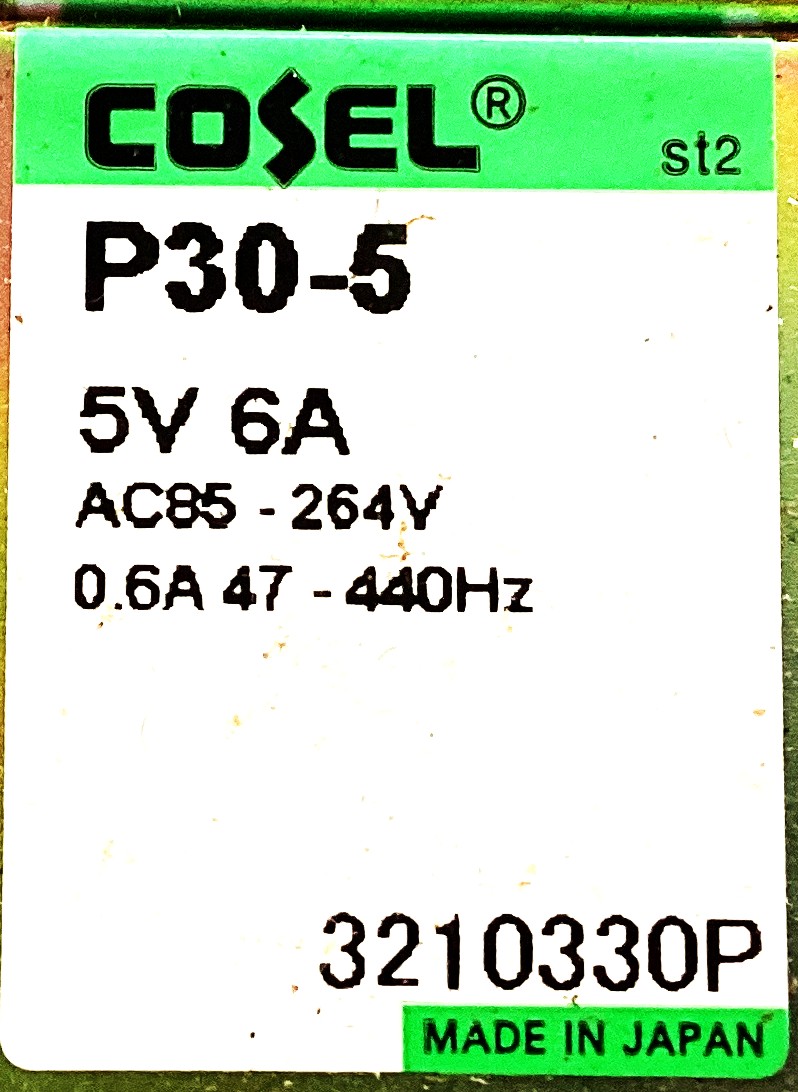 COSEL®
st2
P30-5
5V 6A
AC85 - 264V
0.6A 47 - 440Hz
3210330P
MADE IN JAPAN